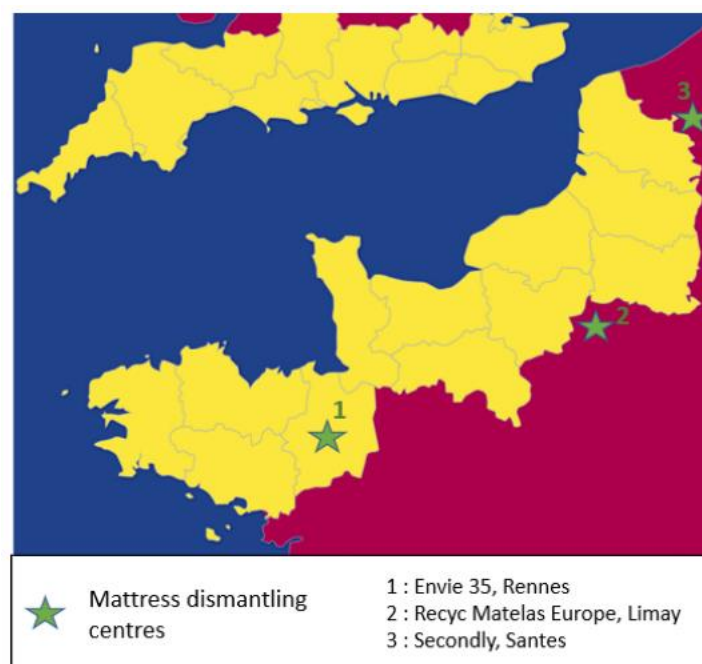 3
2
1
Mattress dismantling
centres
1 : Envie 35, Rennes
2 : Recyc Matelas Europe, Limay
3 : Secondly, Santes